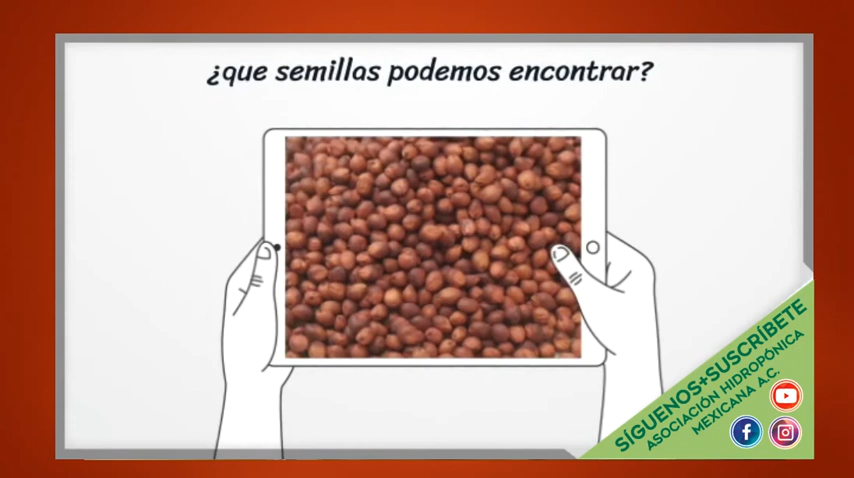 ¿que semillas podemos encontrar?
SÍGUENOS+SUSCRÍBETE
ASOCIACIÓN HIDROPÓNICA
MEXICANA A.C.